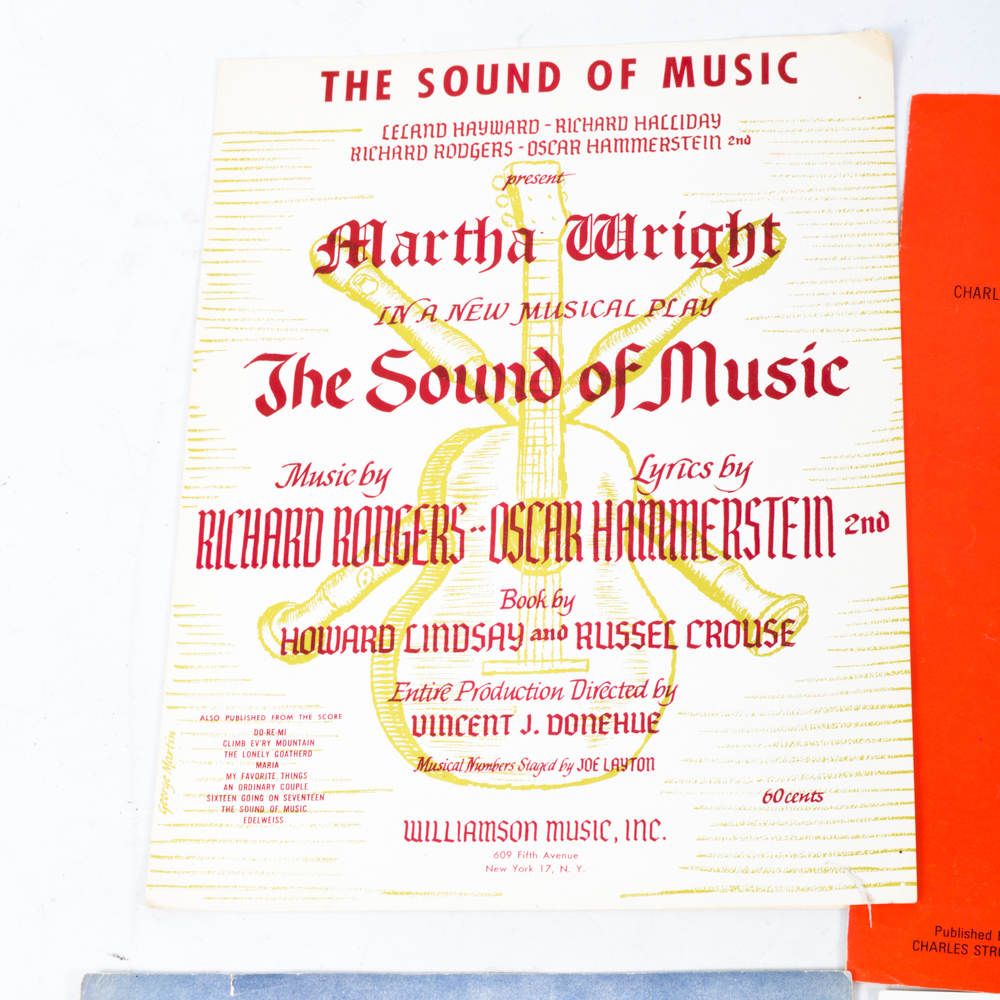 THE SOUND OF MUSIC
LELAND HAYWARD - RICHARD HALLIDAY
RICHARD RODGERS - OSCAR HAMMERSTEIN 2nd
present
Martha Wright
IN A NEW MUSICAL PLAY
The Sound of Music
Music by
Lyrics by
RICHARD RODGERS - OSCAR HAMMERSTEIN 2nd
Book by
HOWARD LINDSAY and RUSSEL CROUSE
Entire Production Directed by
VINCENT J. DONEHUE
Musical Numbers Staged by JOE LAYTON
ALSO PUBLISHED FROM THE SCORE
DO-RE-MI
CLIMB EV'RY MOUNTAIN
THE LONELY GOATHERD
MARIA
MY FAVORITE THINGS
AN ORDINARY COUPLE
SIXTEEN GOING ON SEVENTEEN
THE SOUND OF MUSIC
EDELWEISS
George Martin
60 cents
WILLIAMSON MUSIC, INC.
609 Fifth Avenue
New York 17, N. Y.
CHARL
Published
CHARLES STR